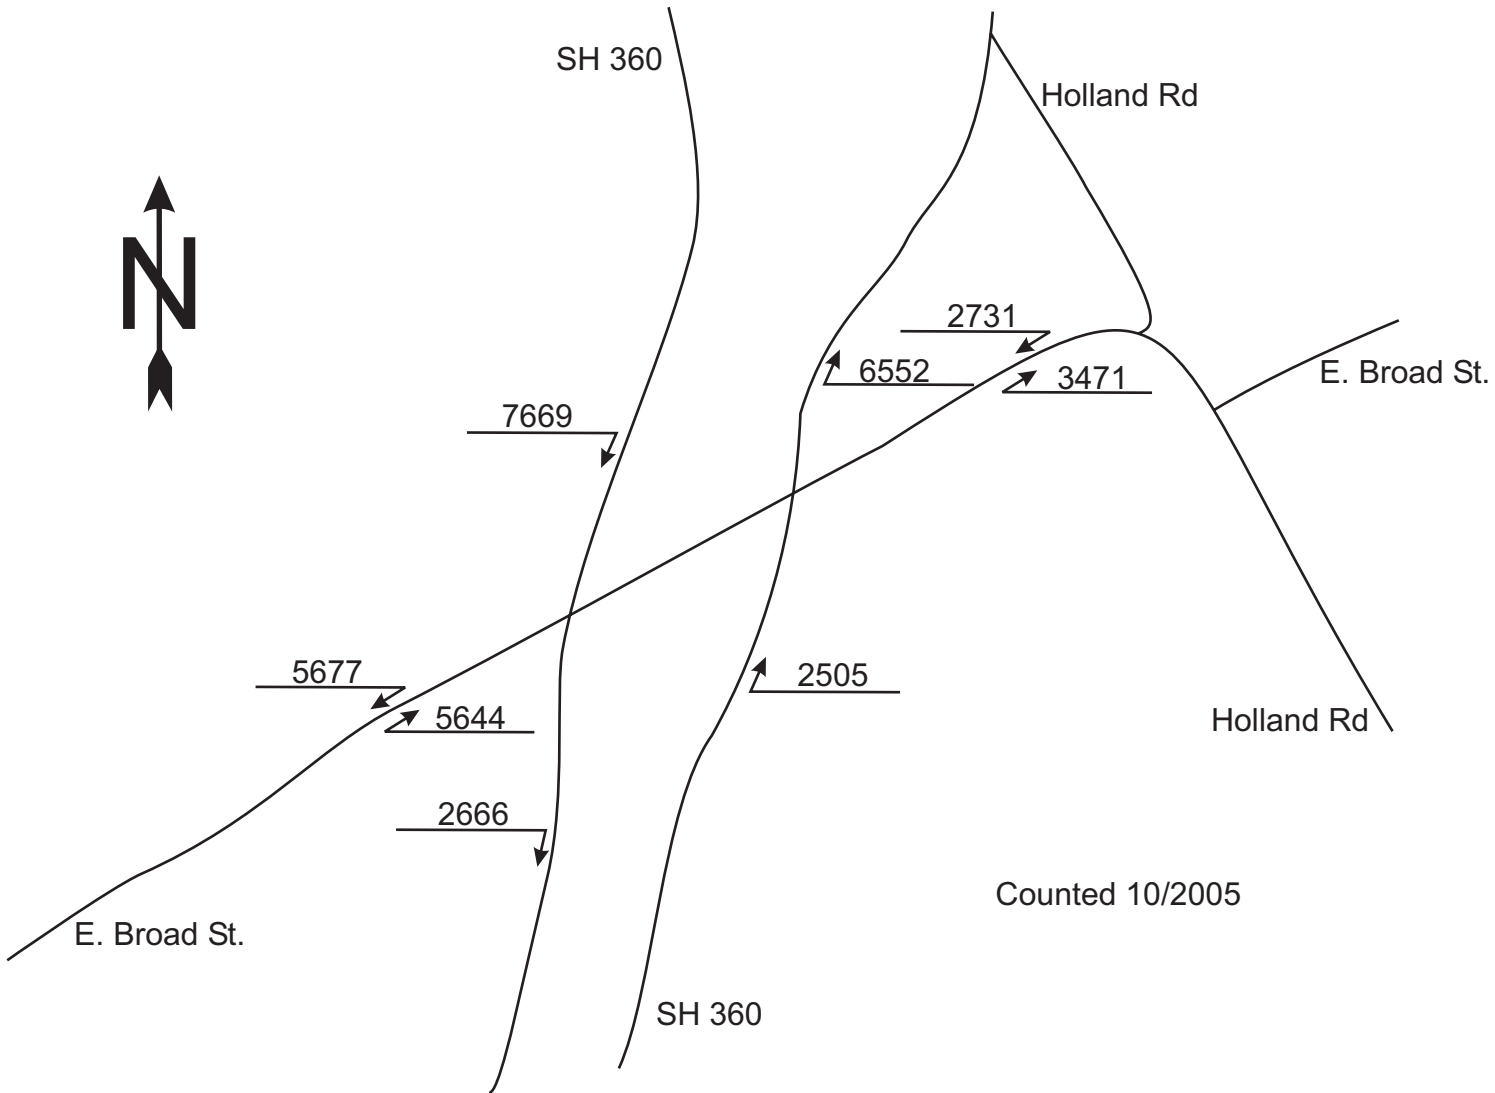 SH 360
Holland Rd
N
2731
6552
3471
E. Broad St.
7669
5677
5644
2505
Holland Rd
2666
Counted 10/2005
E. Broad St.
SH 360